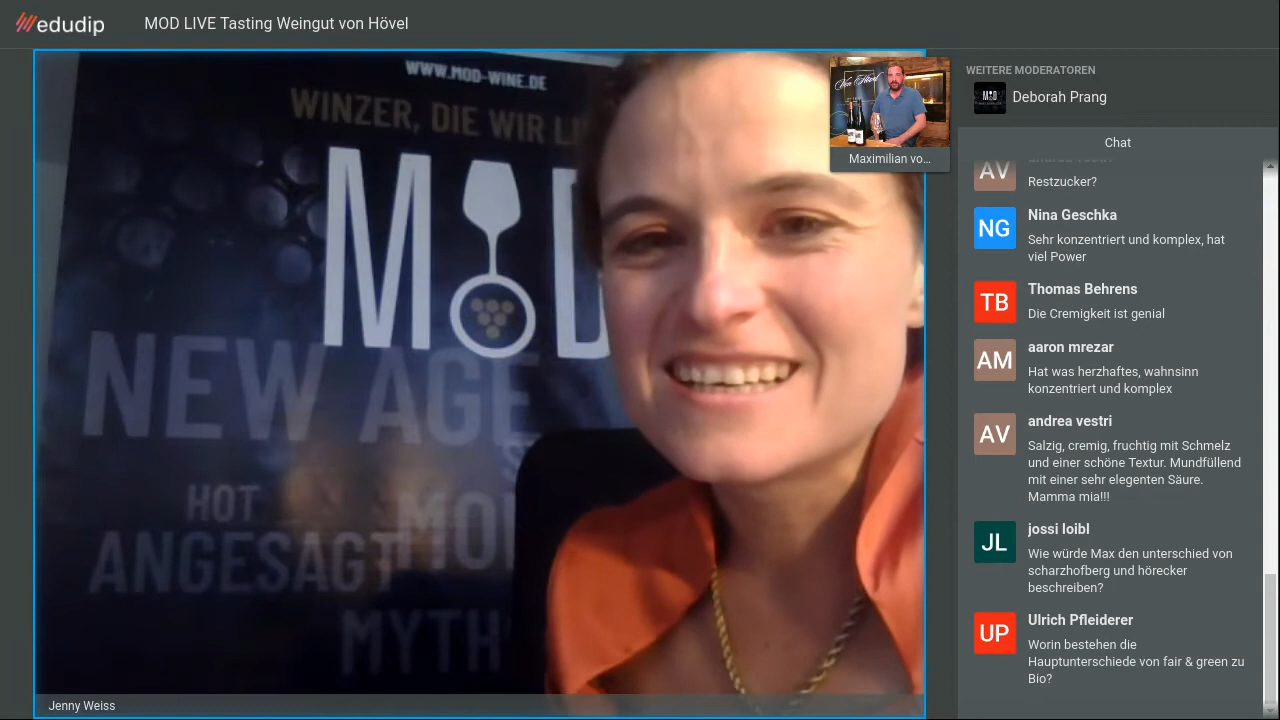 edudip
MOD LIVE Tasting Weingut von Hövel
WWW.MOD-WINE.DE
WINZER, DIE WIR LI
MOD
NEW AGE
HOT
MO
ANGESAGT
MYTH
Jenny Weiss
Von Hövel
Maximilian vo...
WEITERE MODERATOREN
MOD
Deborah Prang
Chat
AV
Restzucker?
NG
Nina Geschka
Sehr konzentriert und komplex, hat
viel Power
TB
Thomas Behrens
Die Cremigkeit ist genial
AM
aaron mrezar
Hat was herzhaftes, wahnsinn
konzentriert und komplex
AV
andrea vestri
Salzig, cremig, fruchtig mit Schmelz
und einer schöne Textur. Mundfüllend
mit einer sehr elegenten Säure.
Mamma mia!!!
JL
jossi loibl
Wie würde Max den unterschied von
scharzhofberg und hörecker
beschreiben?
UP
Ulrich Pfleiderer
Worin bestehen die
Hauptunterschiede von fair & green zu
Bio?